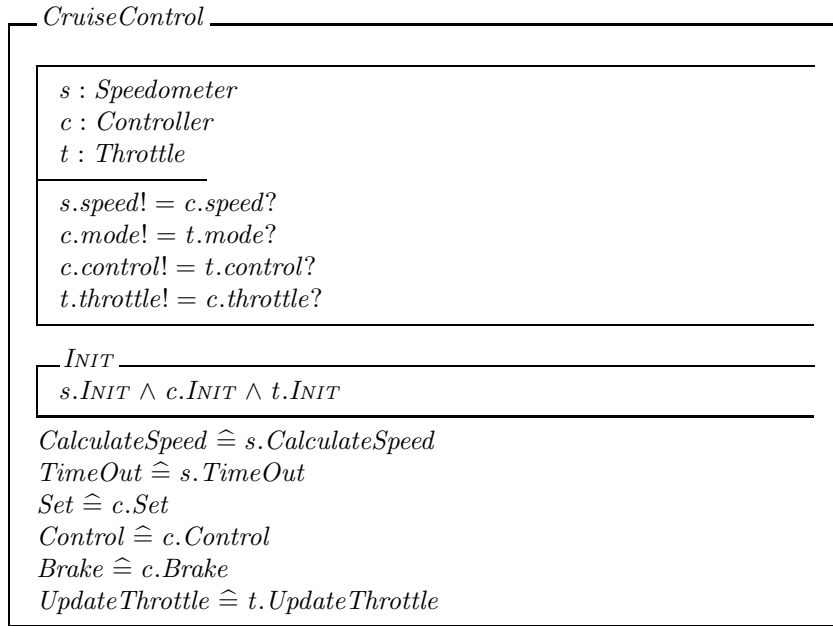 CruiseControl
s : Speedometer
c : Controller
t : Throttle
s.speed! = c.speed?
c.mode! = t.mode?
c.control! = t.control?
t.throttle! = c.throttle?
INIT
s.INIT ∧ c.INIT ∧ t.INIT
CalculateSpeed ≙ s.CalculateSpeed
TimeOut ≙ s.TimeOut
Set ≙ c.Set
Control ≙ c.Control
Brake ≙ c.Brake
UpdateThrottle ≙ t.UpdateThrottle